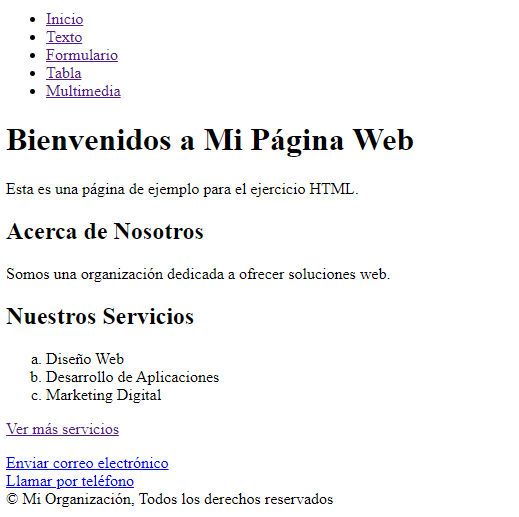 Inicio
Texto
Formulario
Tabla
Multimedia
Bienvenidos a Mi Página Web
Esta es una página de ejemplo para el ejercicio HTML.
Acerca de Nosotros
Somos una organización dedicada a ofrecer soluciones web.
Nuestros Servicios
a. Diseño Web
b. Desarrollo de Aplicaciones
c. Marketing Digital
Ver más servicios
Enviar correo electrónico
Llamar por teléfono
© Mi Organización, Todos los derechos reservados